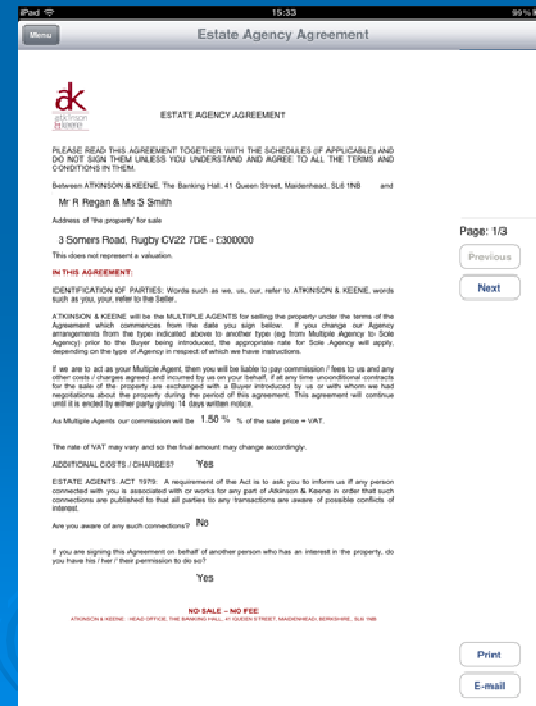 iPad 15:33 99%
Menu Estate Agency Agreement
ak
atkinson
& keene
ESTATE AGENCY AGREEMENT
PLEASE READ THIS AGREEMENT TOGETHER WITH THE SCHEDULES (IF APPLICABLE) AND
DO NOT SIGN THEM UNLESS YOU UNDERSTAND AND AGREE TO ALL THE TERMS AND
CONDITIONS IN THEM.
Between ATKINSON & KEENE, The Banking Hall, 41 Queen Street, Maidenhead, SL6 1NB and
Mr R Regan & Ms S Smith
Address of 'the property' for sale
3 Somers Road, Rugby CV22 7DE - £300000
This does not represent a valuation.
IN THIS AGREEMENT:
IDENTIFICATION OF PARTIES: Words such as we, us, our, refer to ATKINSON & KEENE, words
such as you, your, refer to the Seller.
ATKINSON & KEENE will be the MULTIPLE AGENTS for selling the property under the terms of the
Agreement which commences from the date you sign below. If you change our Agency
arrangements from the type indicated above to another type (eg from Multiple Agency to Sole
Agency) prior to the Buyer being introduced, the appropriate rate for Sole Agency will apply,
depending on the type of Agency in respect of which we have instructions.
If we are to act as your Multiple Agent, then you will be liable to pay commission / fees to us and any
other costs / charges agreed and incurred by us on your behalf, if at any time unconditional contracts
for the sale of the property are exchanged with a Buyer introduced by us or with whom we had
negotiations about the property during the period of this agreement. This agreement will continue
until it is ended by either party giving 14 days written notice.
As Multiple Agents our commission will be 1.50 % % of the sale price + VAT.
The rate of VAT may vary and so the final amount may change accordingly.
ADDITIONAL COSTS / CHARGES? Yes
ESTATE AGENTS ACT 1979: A requirement of the Act is to ask you to inform us if any person
connected with you is associated with or works for any part of Atkinson & Keene in order that such
connections are published to that all parties to any transactions are aware of possible conflicts of
interest.
Are you aware of any such connections? No
If you are signing this Agreement on behalf of another person who has an interest in the property, do
you have his / her / their permission to do so?
Yes
NO SALE – NO FEE
ATKINSON & KEENE : HEAD OFFICE, THE BANKING HALL, 41 QUEEN STREET, MAIDENHEAD, BERKSHIRE, SL6 1NB
Page: 1/3
Previous
Next
Print
E-mail